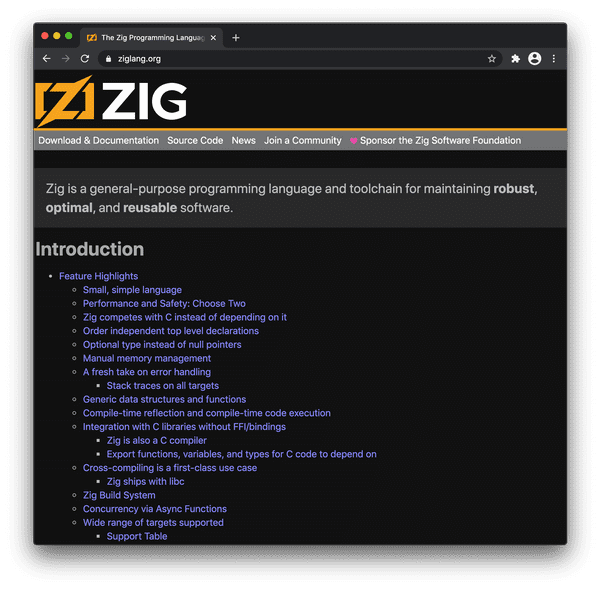 The Zig Programming Langua
ziglang.org
ZIG
Download & Documentation Source Code News Join a Community Sponsor the Zig Software Foundation
Zig is a general-purpose programming language and toolchain for maintaining robust,
optimal, and reusable software.
Introduction
Feature Highlights
Small, simple language
Performance and Safety: Choose Two
Zig competes with C instead of depending on it
Order independent top level declarations
Optional type instead of null pointers
Manual memory management
A fresh take on error handling
Stack traces on all targets
Generic data structures and functions
Compile-time reflection and compile-time code execution
Integration with C libraries without FFI/bindings
Zig is also a C compiler
Export functions, variables, and types for C code to depend on
Cross-compiling is a first-class use case
Zig ships with libc
Zig Build System
Concurrency via Async Functions
Wide range of targets supported
Support Table